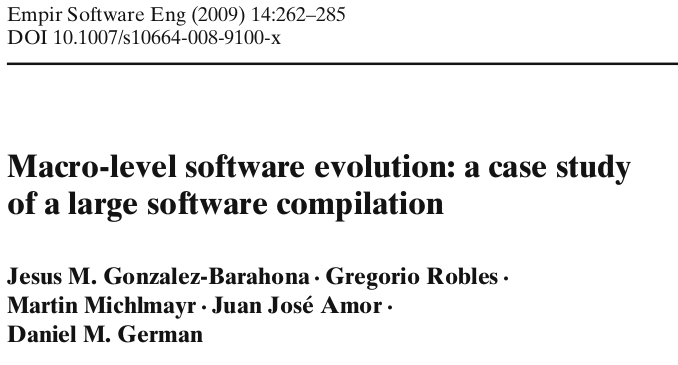 Empir Software Eng (2009) 14:262–285
DOI 10.1007/s10664-008-9100-x
Macro-level software evolution: a case study
of a large software compilation
Jesus M. Gonzalez-Barahona · Gregorio Robles ·
Martin Michlmayr · Juan José Amor ·
Daniel M. German